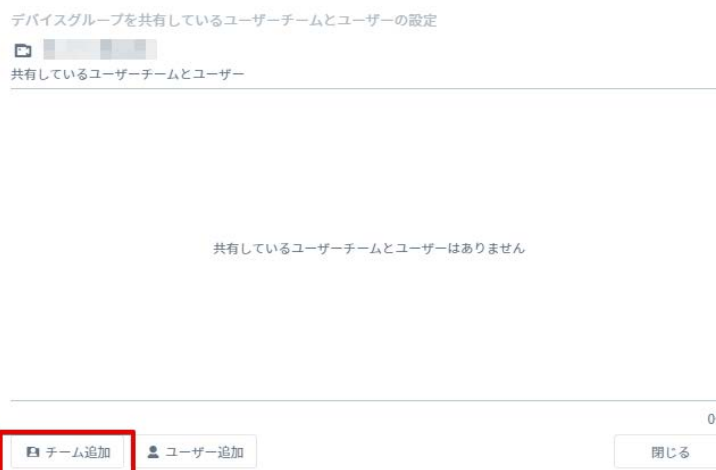 デバイスグループを共有しているユーザーチームとユーザーの設定
共有しているユーザーチームとユーザー
共有しているユーザーチームとユーザーはありません
0
チーム追加 ユーザー追加 閉じる